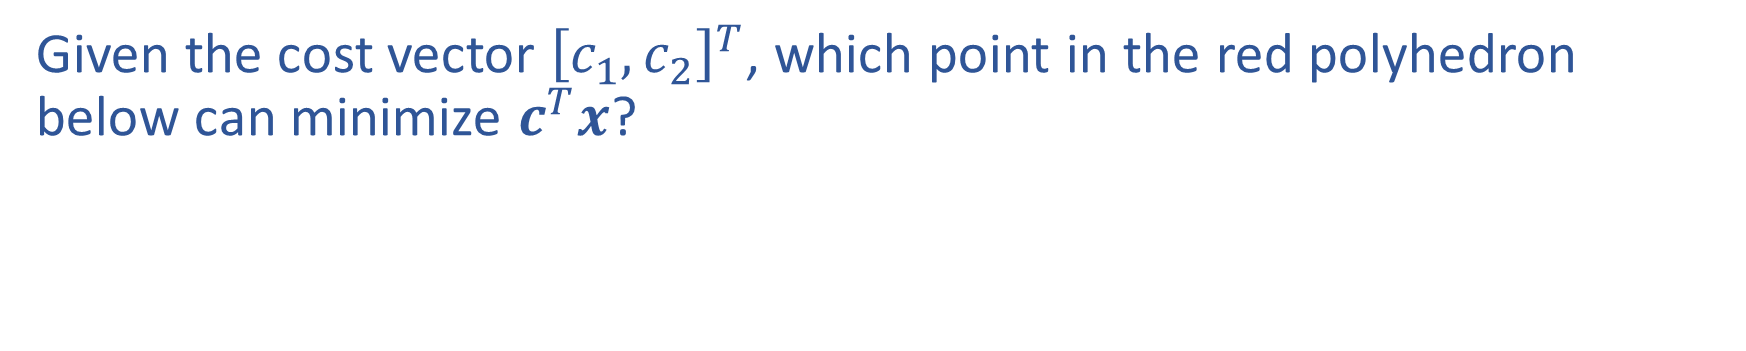 Given the cost vector [c₁, c₂]ᵀ, which point in the red polyhedron
below can minimize 𝒄ᵀ𝒙?